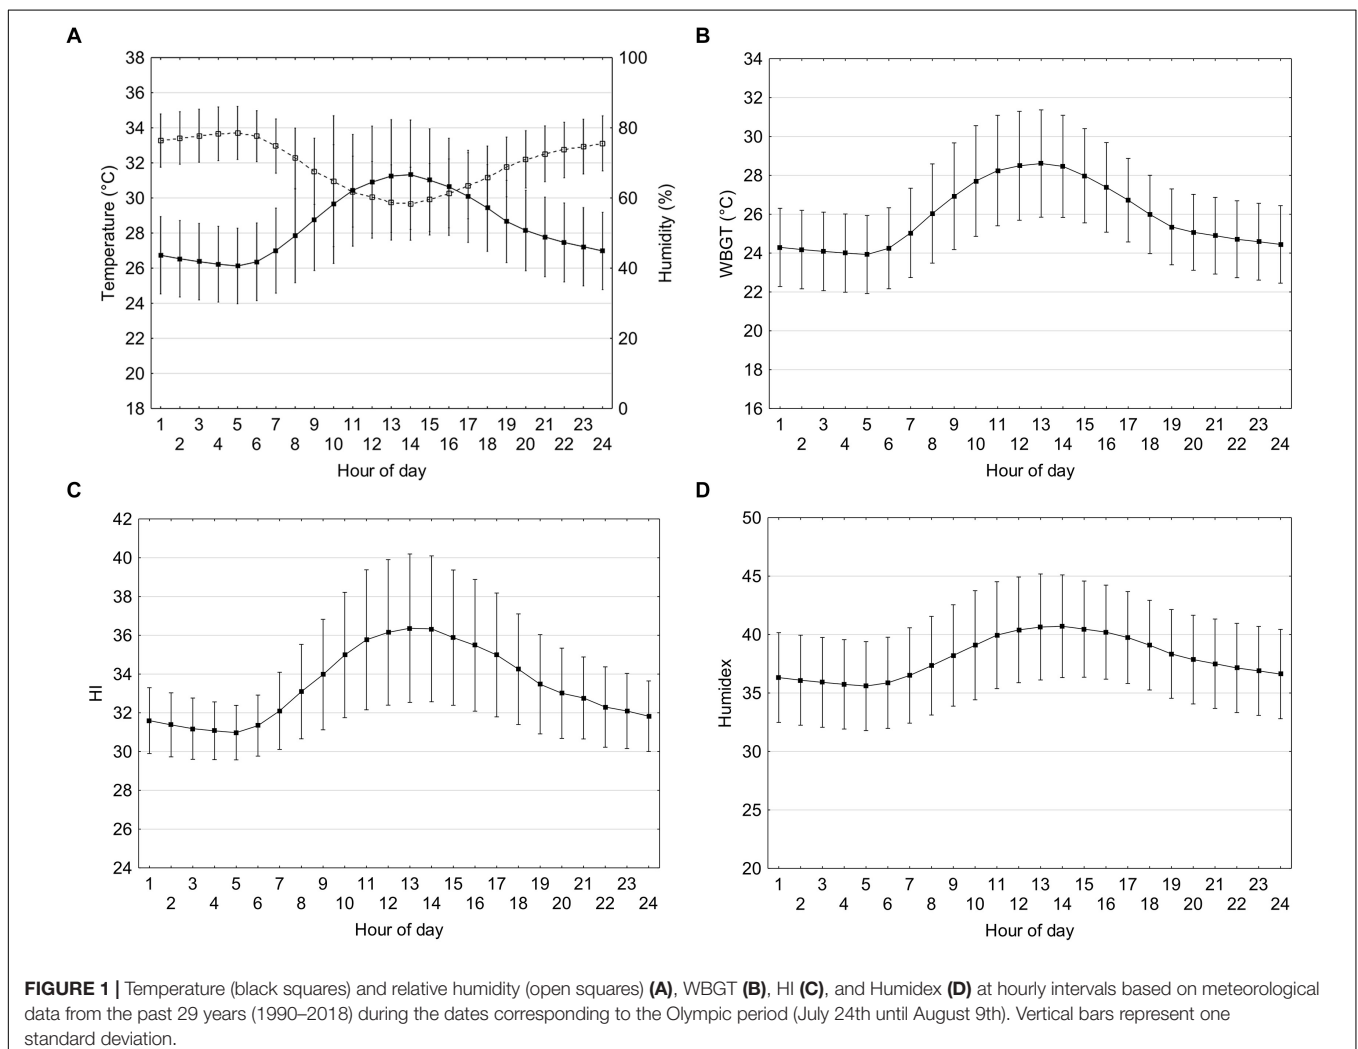 A
38
36
34
32
30
28
26
24
22
20
18
Temperature (°C)
100
80
60
40
20
0
Humidity (%)
1 3 5 7 9 11 13 15 17 19 21 23
2 4 6 8 10 12 14 16 18 20 22 24
Hour of day
B
34
32
30
28
26
24
22
20
18
16
WBGT (°C)
1 3 5 7 9 11 13 15 17 19 21 23
2 4 6 8 10 12 14 16 18 20 22 24
Hour of day
C
42
40
38
36
34
32
30
28
26
24
HI
1 3 5 7 9 11 13 15 17 19 21 23
2 4 6 8 10 12 14 16 18 20 22 24
Hour of day
D
50
45
40
35
30
25
20
Humidex
1 3 5 7 9 11 13 15 17 19 21 23
2 4 6 8 10 12 14 16 18 20 22 24
Hour of day
FIGURE 1 | Temperature (black squares) and relative humidity (open squares) (A), WBGT (B), HI (C), and Humidex (D) at hourly intervals based on meteorological
data from the past 29 years (1990–2018) during the dates corresponding to the Olympic period (July 24th until August 9th). Vertical bars represent one
standard deviation.